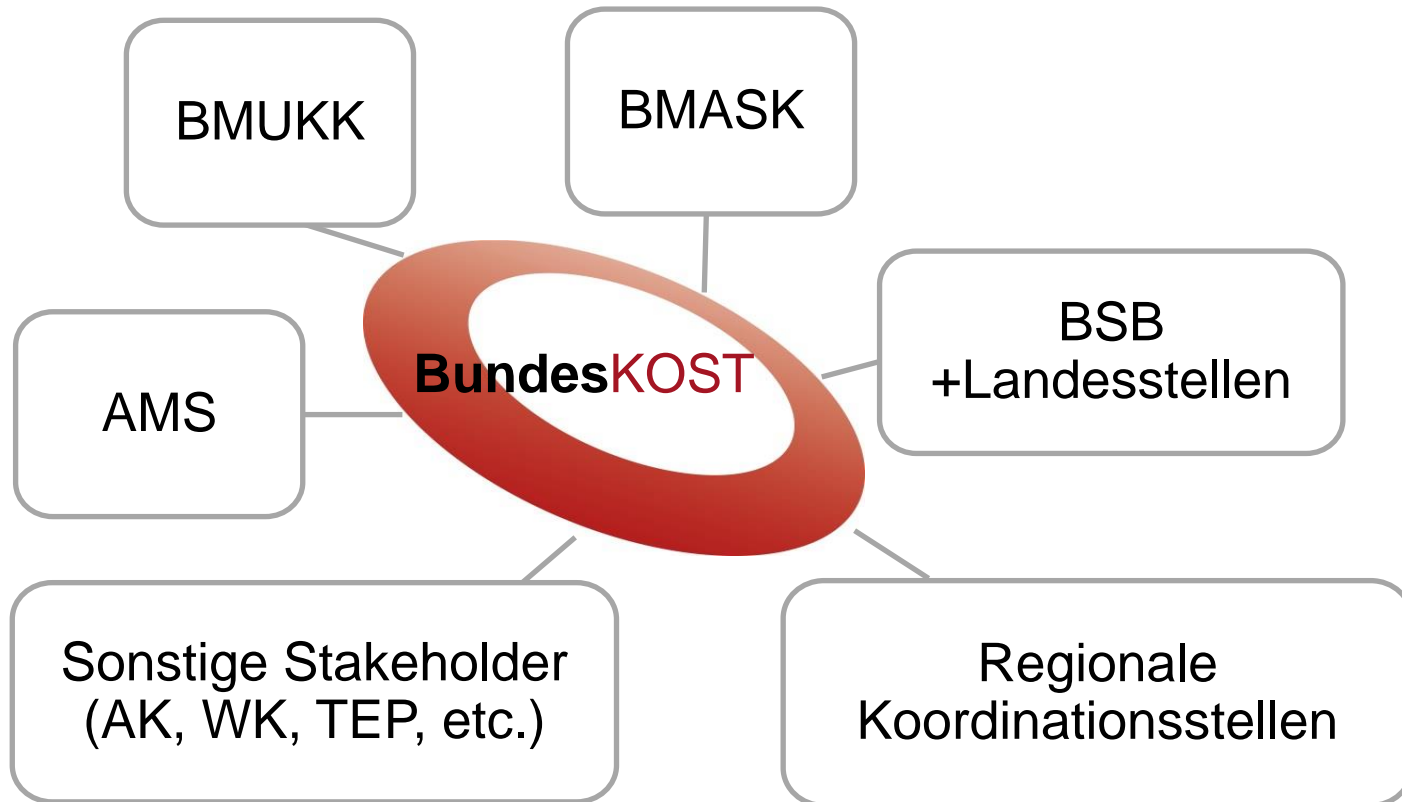 BMUKK
BMASK
BundesKOST
BSB
+Landesstellen
AMS
Sonstige Stakeholder
(AK, WK, TEP, etc.)
Regionale
Koordinationsstellen